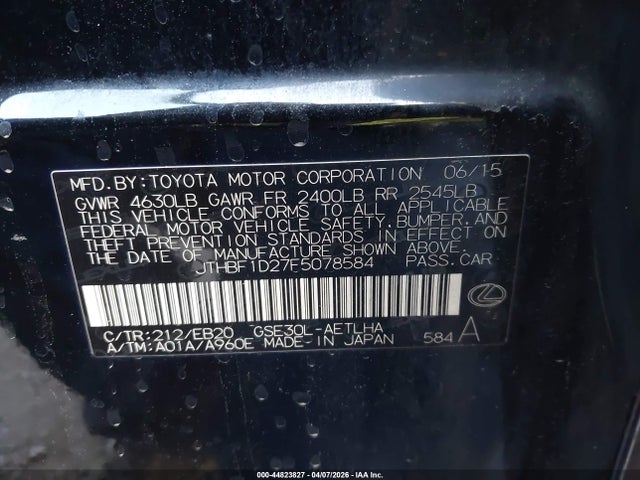 MFD.BY:TOYOTA MOTOR CORPORATION 06/15
GVWR 4630LB GAWR FR 2400LB RR 2545LB
THIS VEHICLE CONFORMS TO ALL APPLICABLE
FEDERAL MOTOR VEHICLE SAFETY, BUMPER, AND
THEFT PREVENTION STANDARDS IN EFFECT ON
THE DATE OF MANUFACTURE SHOWN ABOVE.
JTHBF1D27F5078584 PASS.CAR
C/TR:212/EB20 GSE30L-AETLHA
A/TM:A01A/A960E MADE-IN JAPAN 584 A
000-44823827 - 04/07/2026 - IAA Inc.